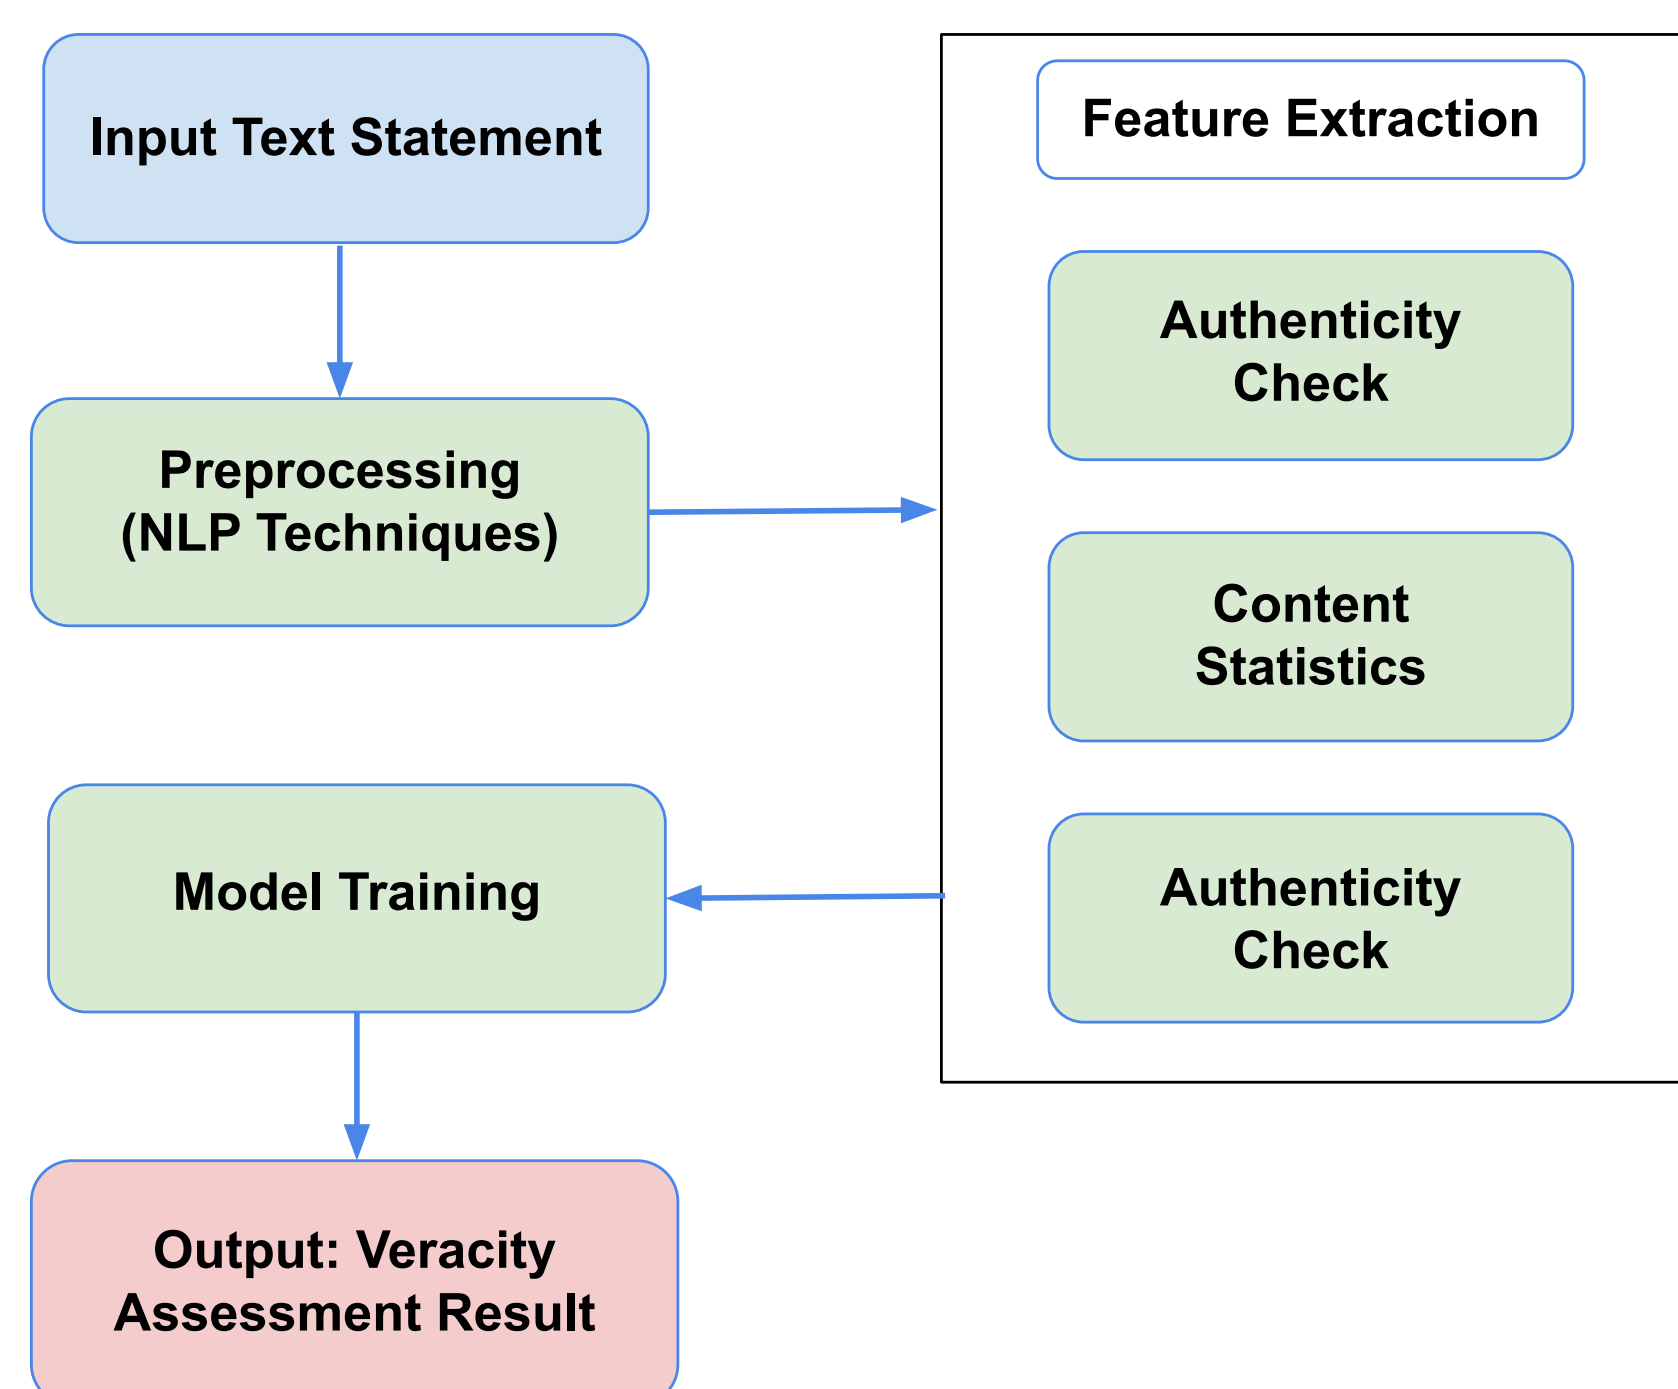 Input Text Statement
Preprocessing
(NLP Techniques)
Feature Extraction
Authenticity
Check
Content
Statistics
Authenticity
Check
Model Training
Output: Veracity
Assessment Result